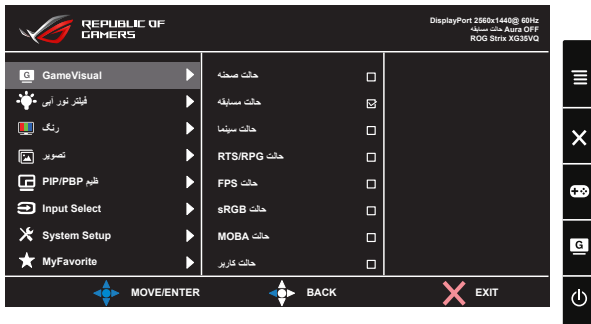 REPUBLIC OF
GAMERS
DisplayPort 2560x1440@ 60Hz
حالت مسابقه Aura OFF
ROG Strix XG35VQ
G GameVisual
فیلتر نور آبی
رنگ
تصویر
ظلیم PIP/PBP
Input Select
System Setup
MyFavorite
حالت صحنه
حالت مسابقه
حالت سینما
حالت RTS/RPG
حالت FPS
حالت sRGB
حالت MOBA
حالت کاربر
MOVE/ENTER
BACK
EXIT
G